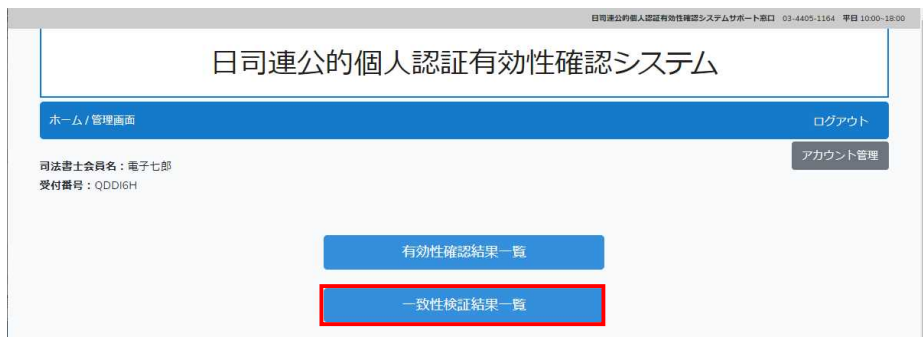 日司連公的個人認証有効性確認システムサポート窓口 03-4405-1164 平日 10:00~18:00
日司連公的個人認証有効性確認システム
ホーム / 管理画面 ログアウト
アカウント管理
司法書士会員名：電子七郎
受付番号：QDDI6H
有効性確認結果一覧
一致性検証結果一覧